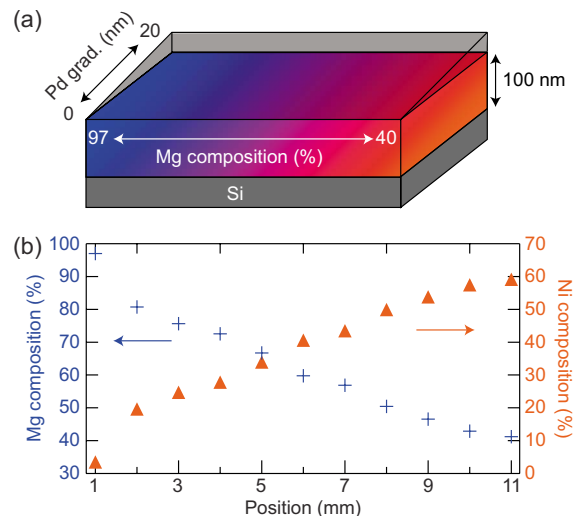 (a)
Pd grad. (nm)
20
0
100 nm
97
40
Mg composition (%)
Si
(b)
100
90
80
70
60
50
40
30
Mg composition (%)
70
60
50
40
30
20
10
0
Ni composition
(%)
1 3 5 7 9 11
Position (mm)